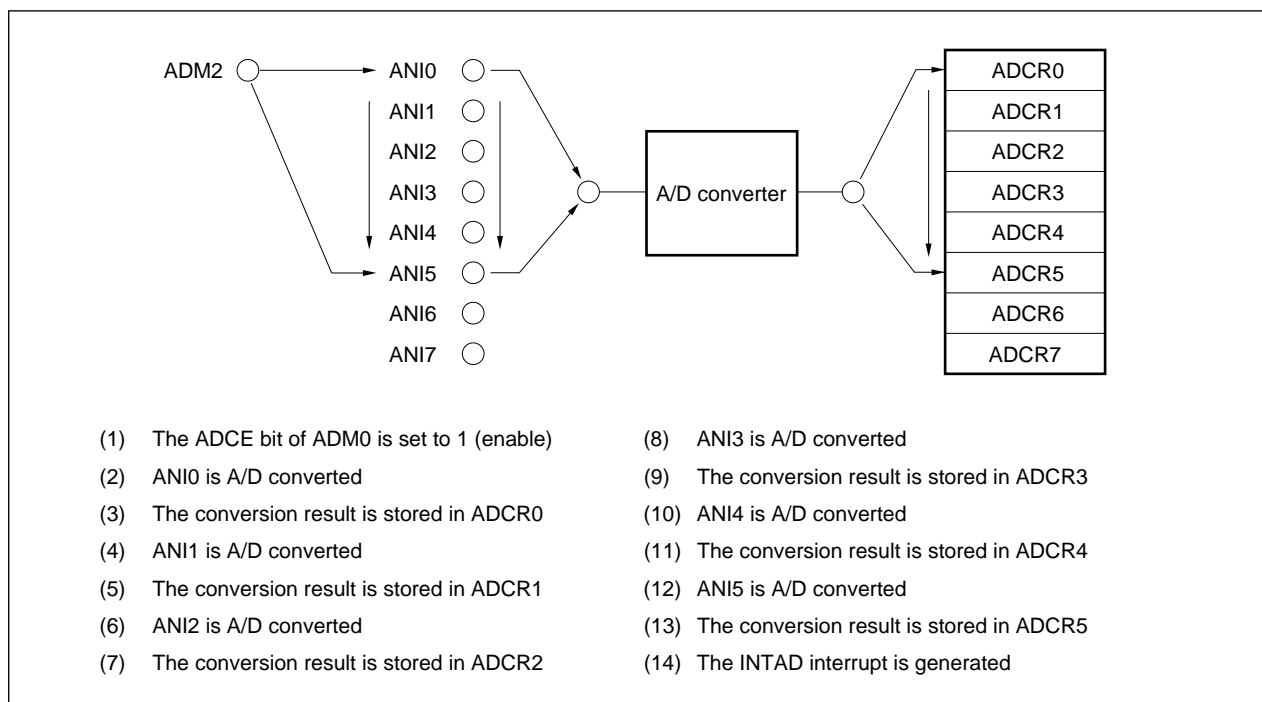 ADM2
ANI0
ANI1
ANI2
ANI3
ANI4
ANI5
ANI6
ANI7
A/D converter
ADCR0
ADCR1
ADCR2
ADCR3
ADCR4
ADCR5
ADCR6
ADCR7
(1) The ADCE bit of ADM0 is set to 1 (enable)
(2) ANI0 is A/D converted
(3) The conversion result is stored in ADCR0
(4) ANI1 is A/D converted
(5) The conversion result is stored in ADCR1
(6) ANI2 is A/D converted
(7) The conversion result is stored in ADCR2
(8) ANI3 is A/D converted
(9) The conversion result is stored in ADCR3
(10) ANI4 is A/D converted
(11) The conversion result is stored in ADCR4
(12) ANI5 is A/D converted
(13) The conversion result is stored in ADCR5
(14) The INTAD interrupt is generated